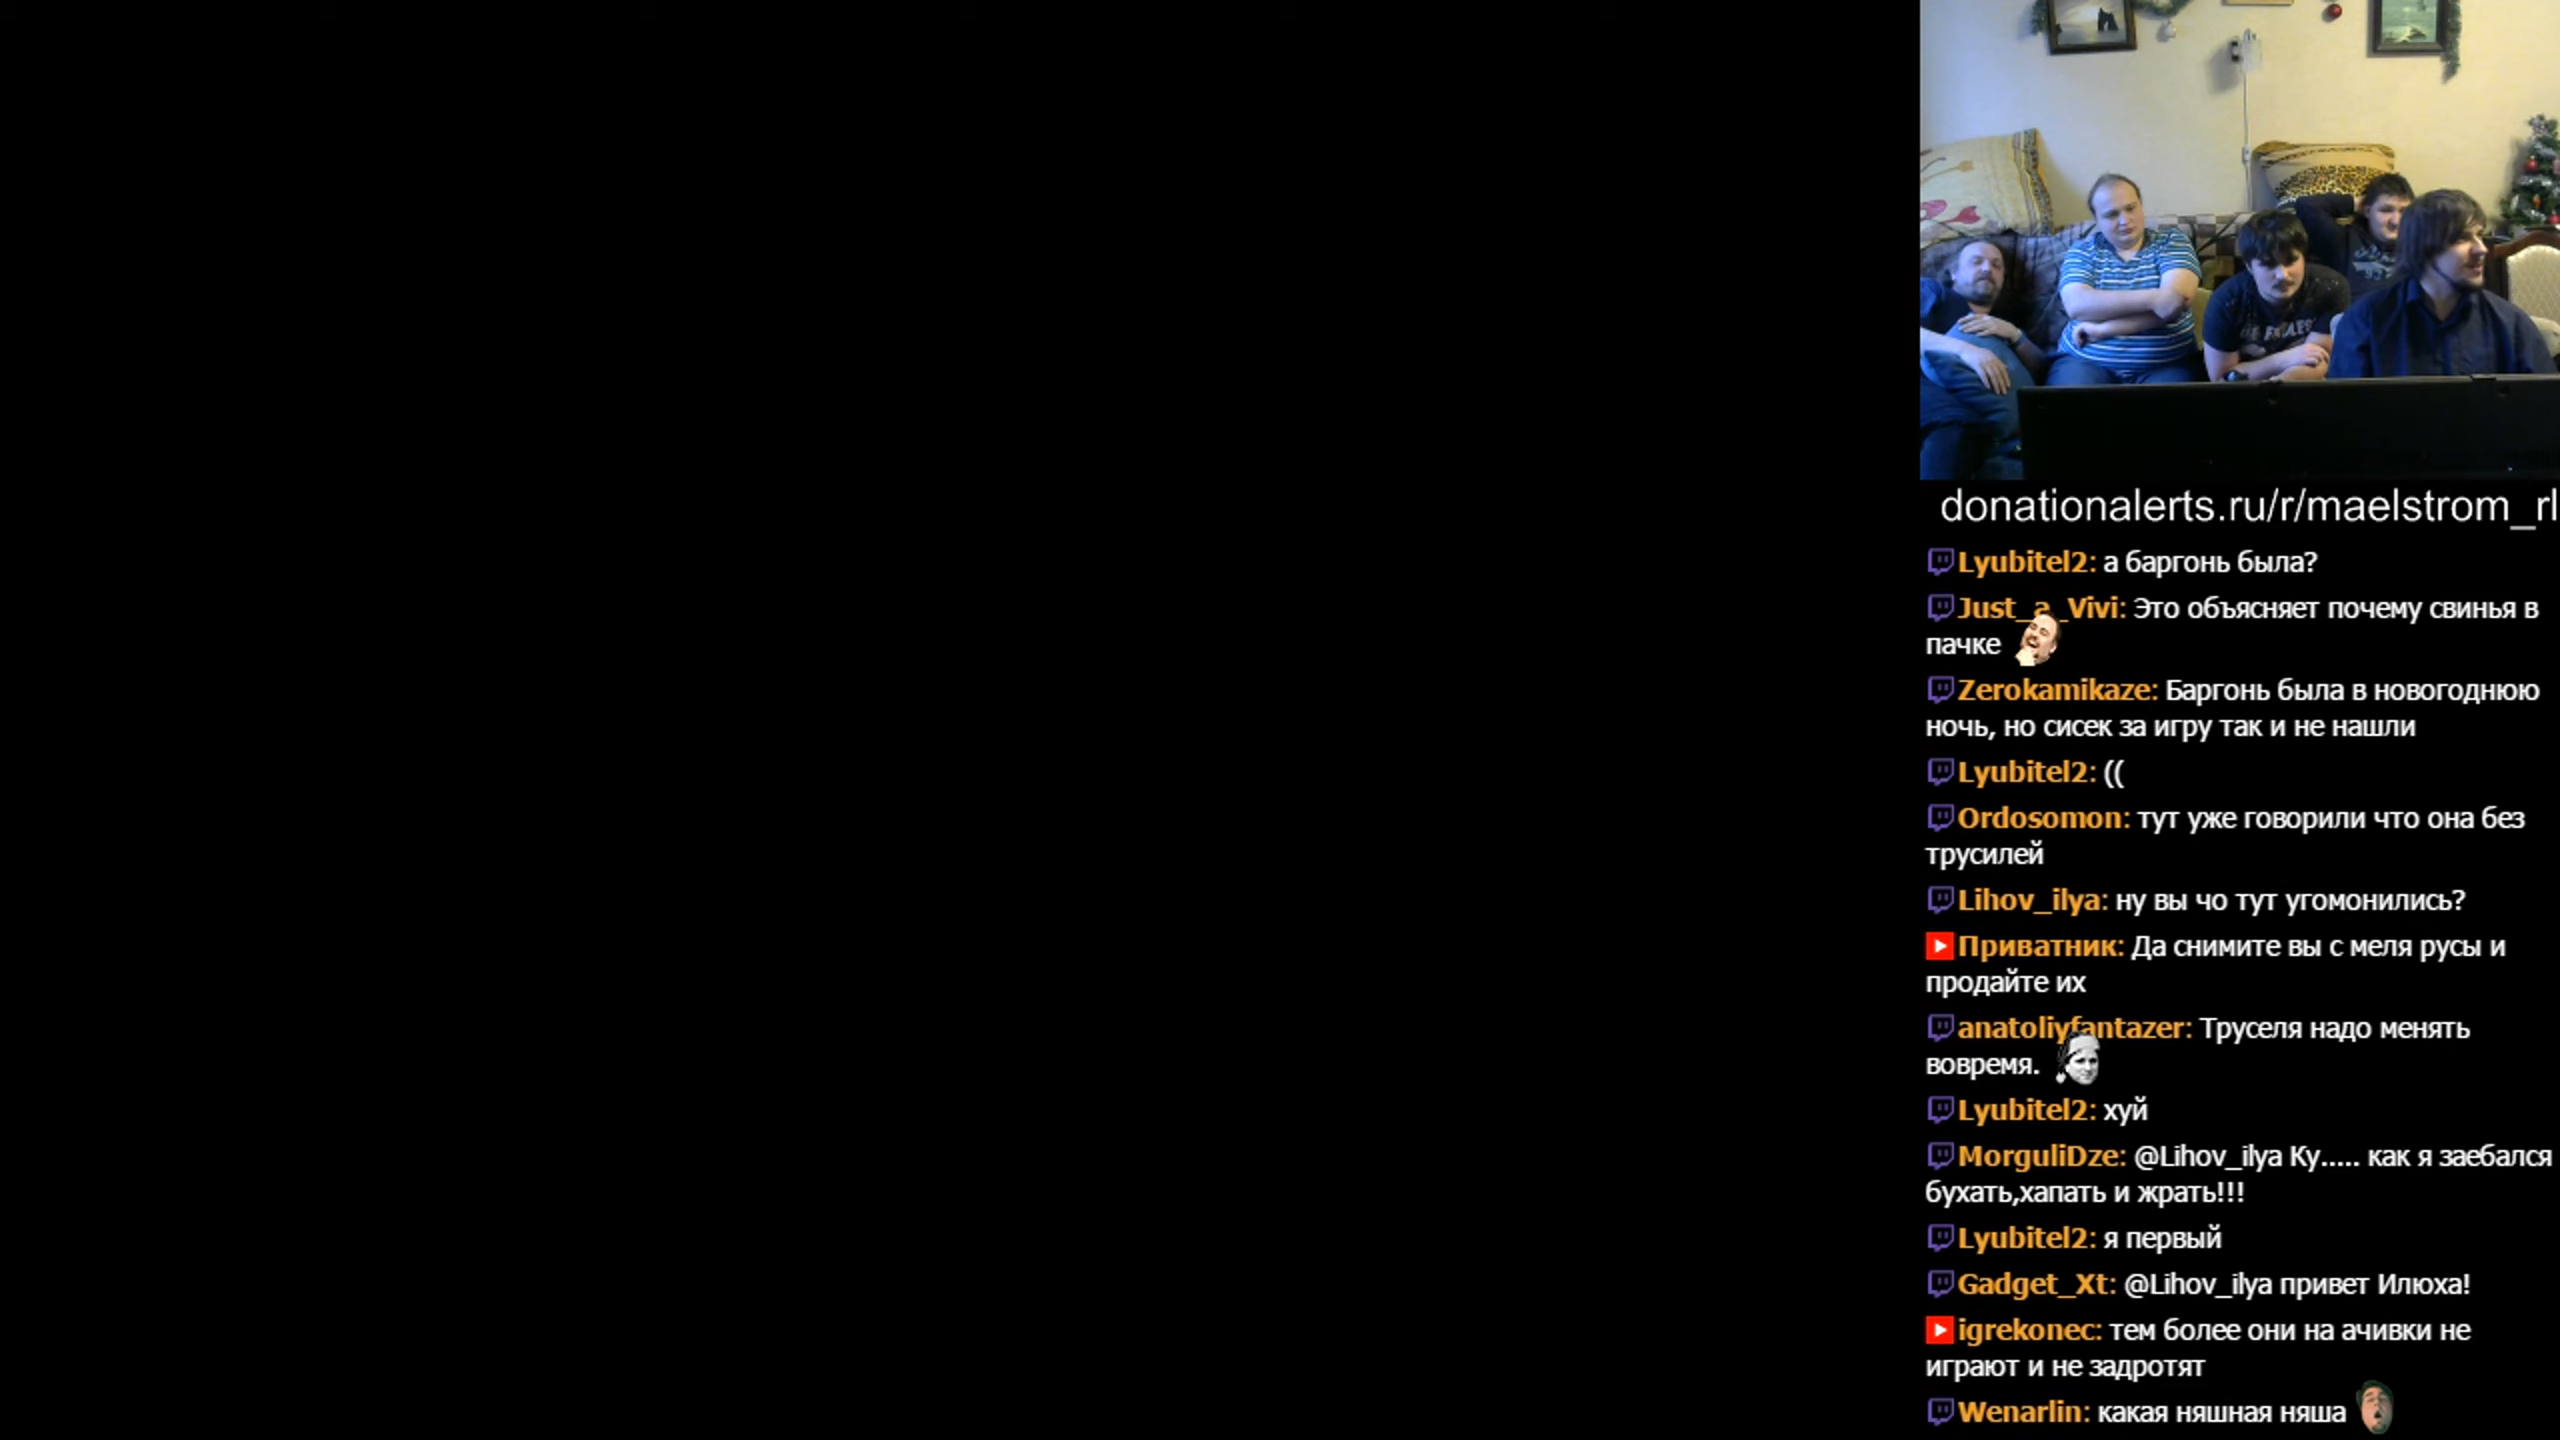 donationalerts.ru/r/maelstrom_rl
Lyubitel2: а баргонь была?
Just_a_Vivi: Это объясняет почему свинья в
пачке
Zerokamikaze: Баргонь была в новогоднюю
ночь, но сисек за игру так и не нашли
Lyubitel2: ((
Ordosomon: тут уже говорили что она без
трусилей
Lihov_ilya: ну вы чо тут угомонились?
Приватник: Да снимите вы с меля русы и
продайте их
anatoliyfantazer: Труселя надо менять
вовремя.
Lyubitel2: хуй
MorguliDze: @Lihov_ilya Ку..... как я заебался
бухать,хапать и жрать!!!
Lyubitel2: я первый
Gadget_Xt: @Lihov_ilya привет Илюха!
igrekonec: тем более они на ачивки не
играют и не задротят
Wenarlin: какая няшная няша